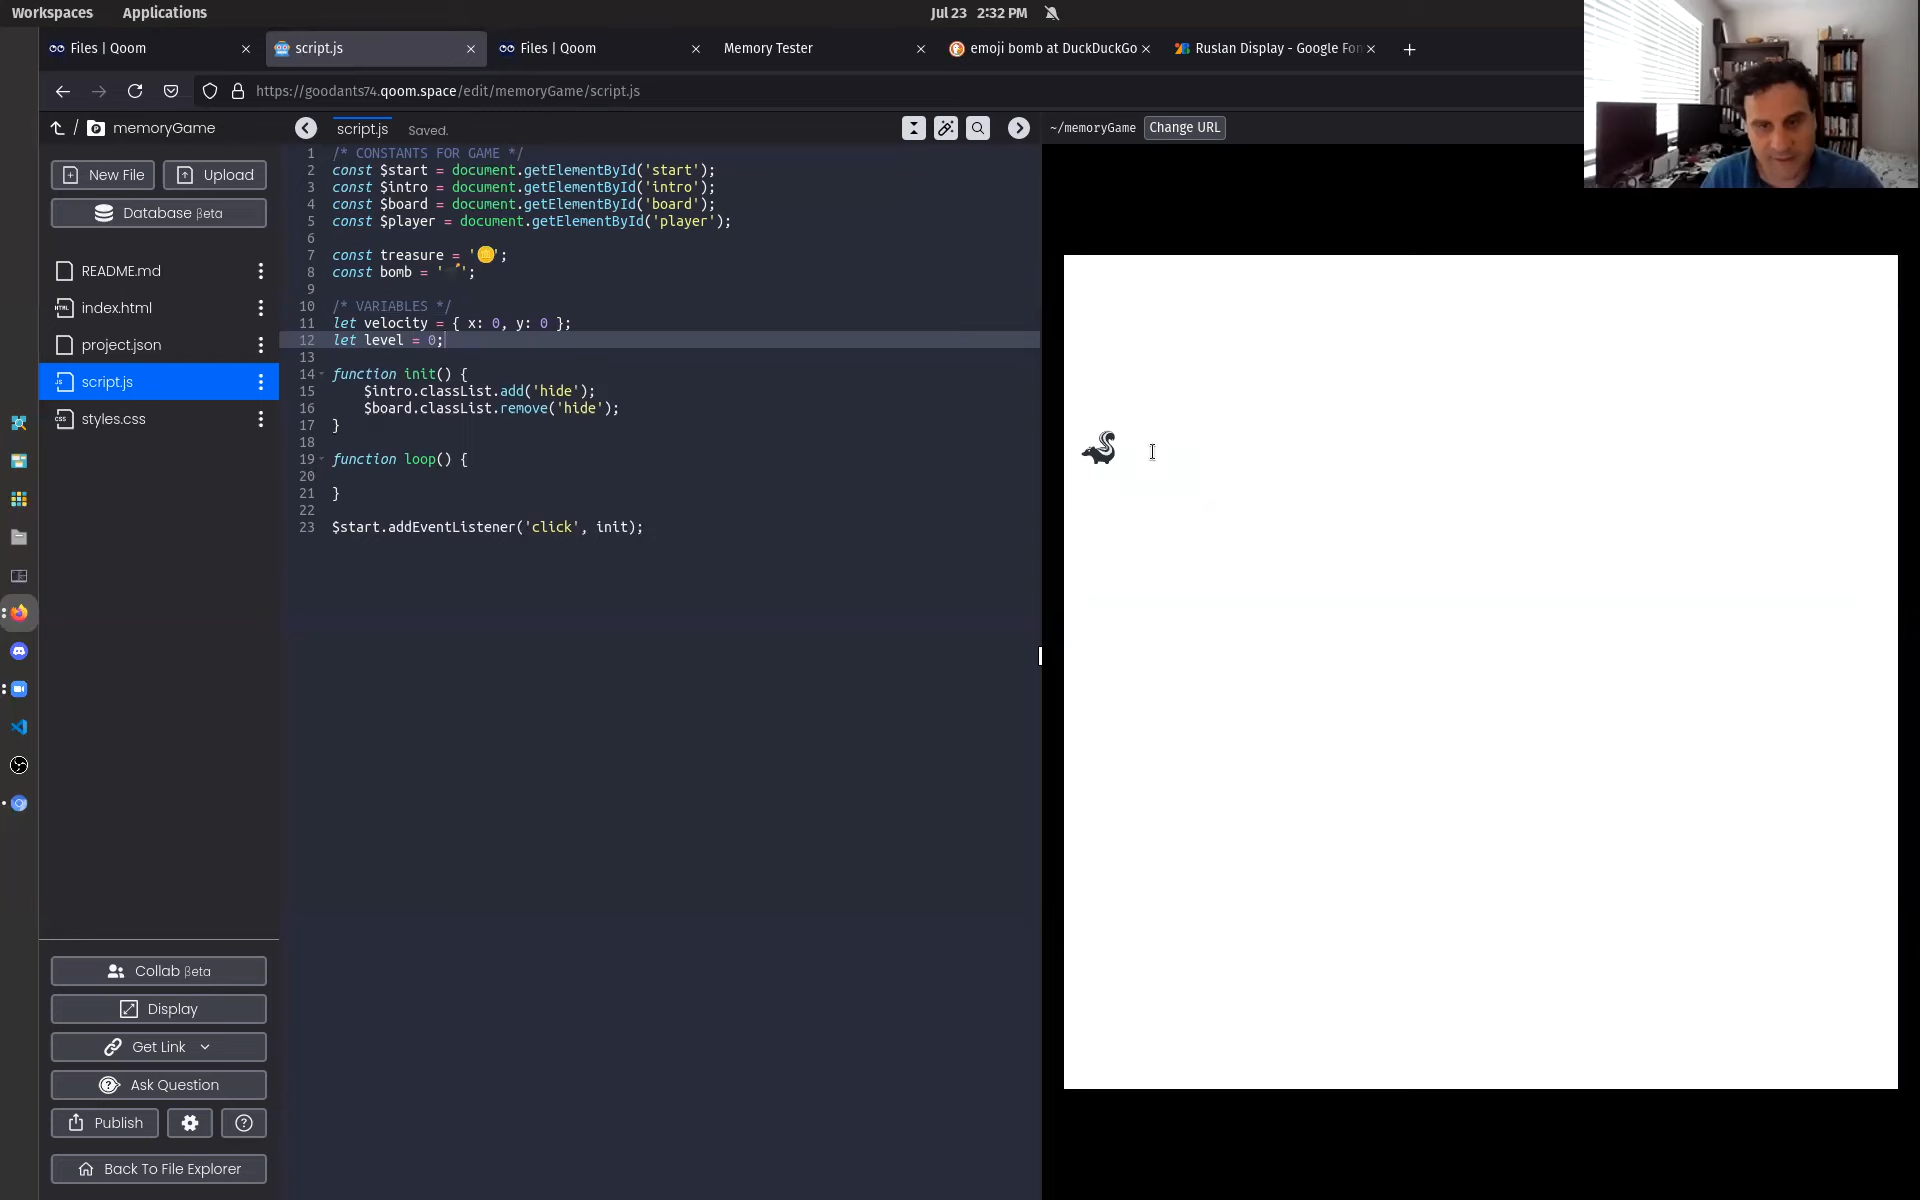 Workspaces Applications Jul 23 2:32 PM
Files | Qoom script.js Files | Qoom Memory Tester emoji bomb at DuckDuckGo Ruslan Display - Google Fon
https://goodants74.qoom.space/edit/memoryGame/script.js
/ memoryGame
New File Upload
Database βeta
README.md
index.html
project.json
script.js
styles.css
Collab βeta
Display
Get Link
Ask Question
Publish
Back To File Explorer
script.js Saved.
1 /* CONSTANTS FOR GAME */
2 const $start = document.getElementById('start');
3 const $intro = document.getElementById('intro');
4 const $board = document.getElementById('board');
5 const $player = document.getElementById('player');
6
7 const treasure = '🪙';
8 const bomb = '💣';
9
10 /* VARIABLES */
11 let velocity = { x: 0, y: 0 };
12 let level = 0;
13
14 function init() {
15 $intro.classList.add('hide');
16 $board.classList.remove('hide');
17 }
18
19 function loop() {
20
21 }
22
23 $start.addEventListener('click', init);
~/memoryGame Change URL